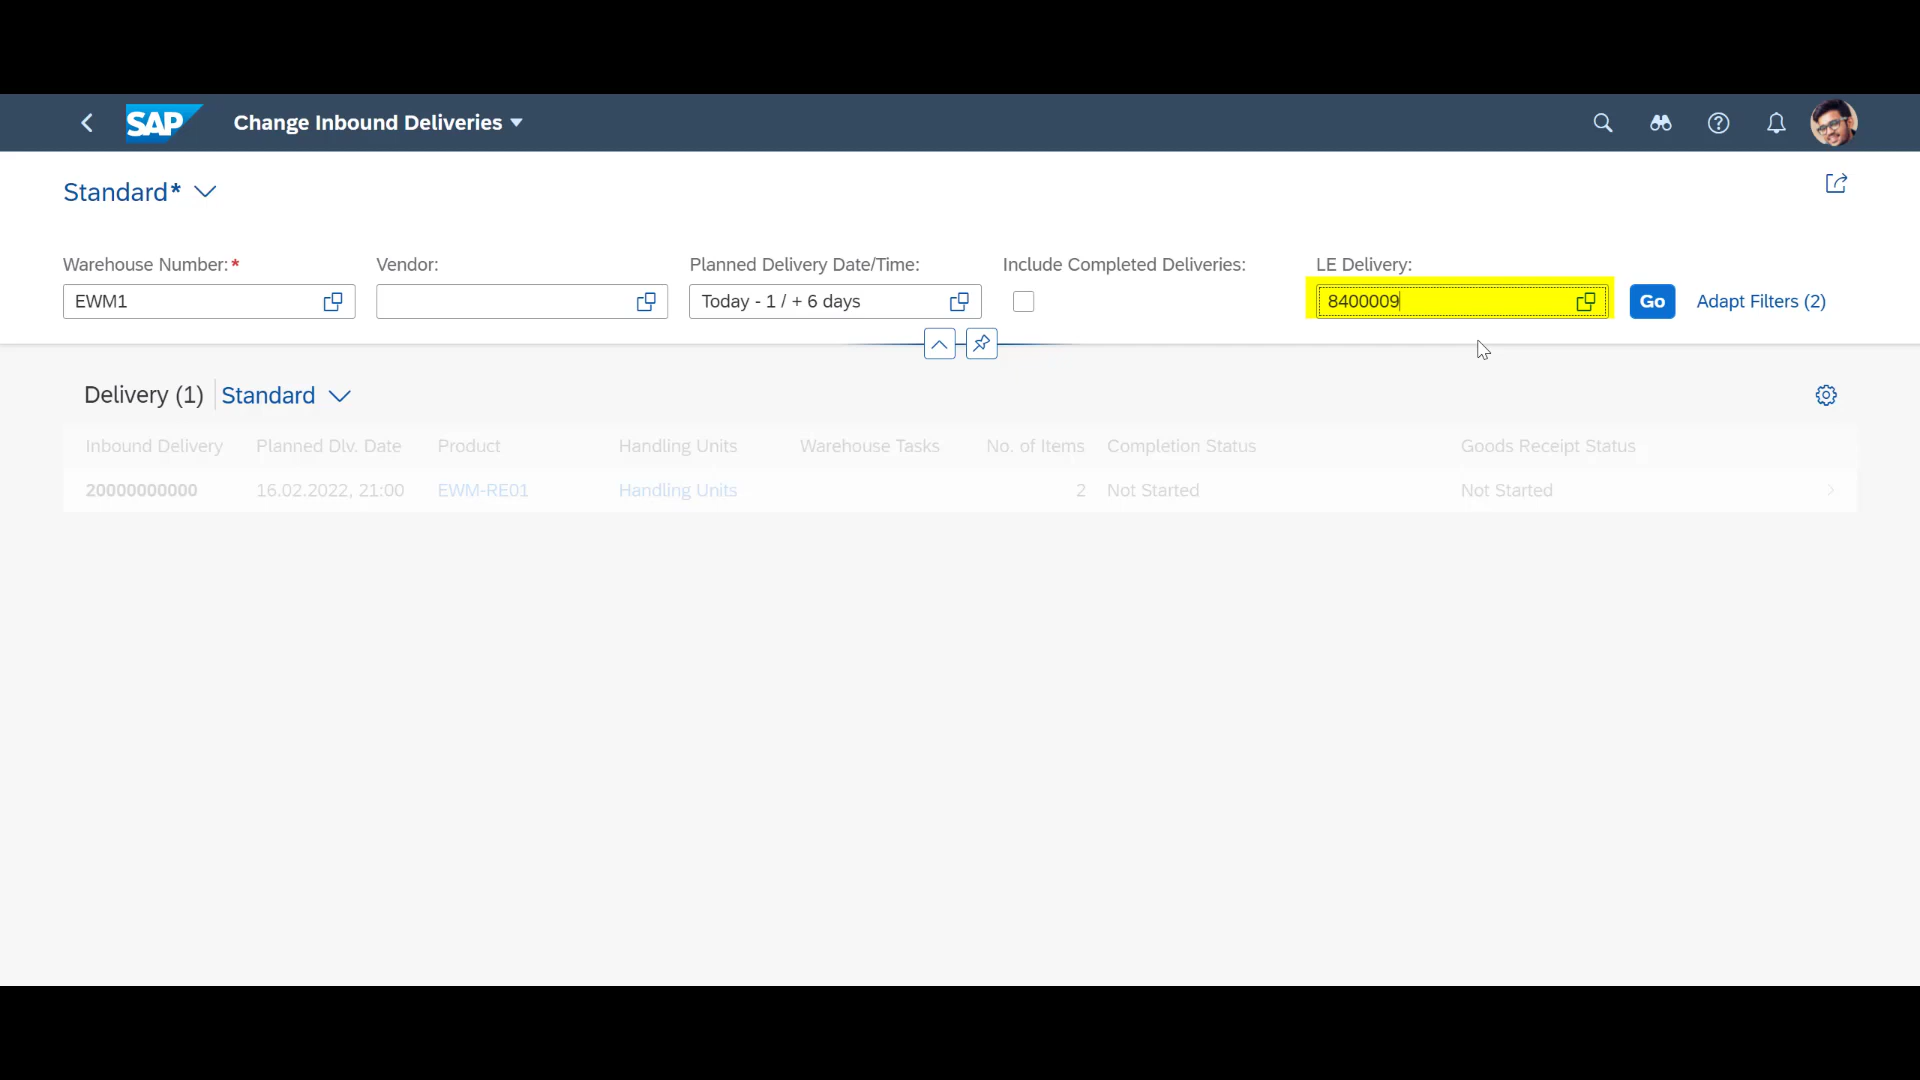 SAP Change Inbound Deliveries
Standard*
Warehouse Number:* Vendor: Planned Delivery Date/Time: Include Completed Deliveries: LE Delivery:
EWM1 Today - 1 / + 6 days 8400009 Go Adapt Filters (2)
Delivery (1) Standard
Inbound Delivery Planned Dlv. Date Product Handling Units Warehouse Tasks No. of Items Completion Status Goods Receipt Status
20000000000 16.02.2022, 21:00 EWM-RE01 Handling Units 2 Not Started Not Started